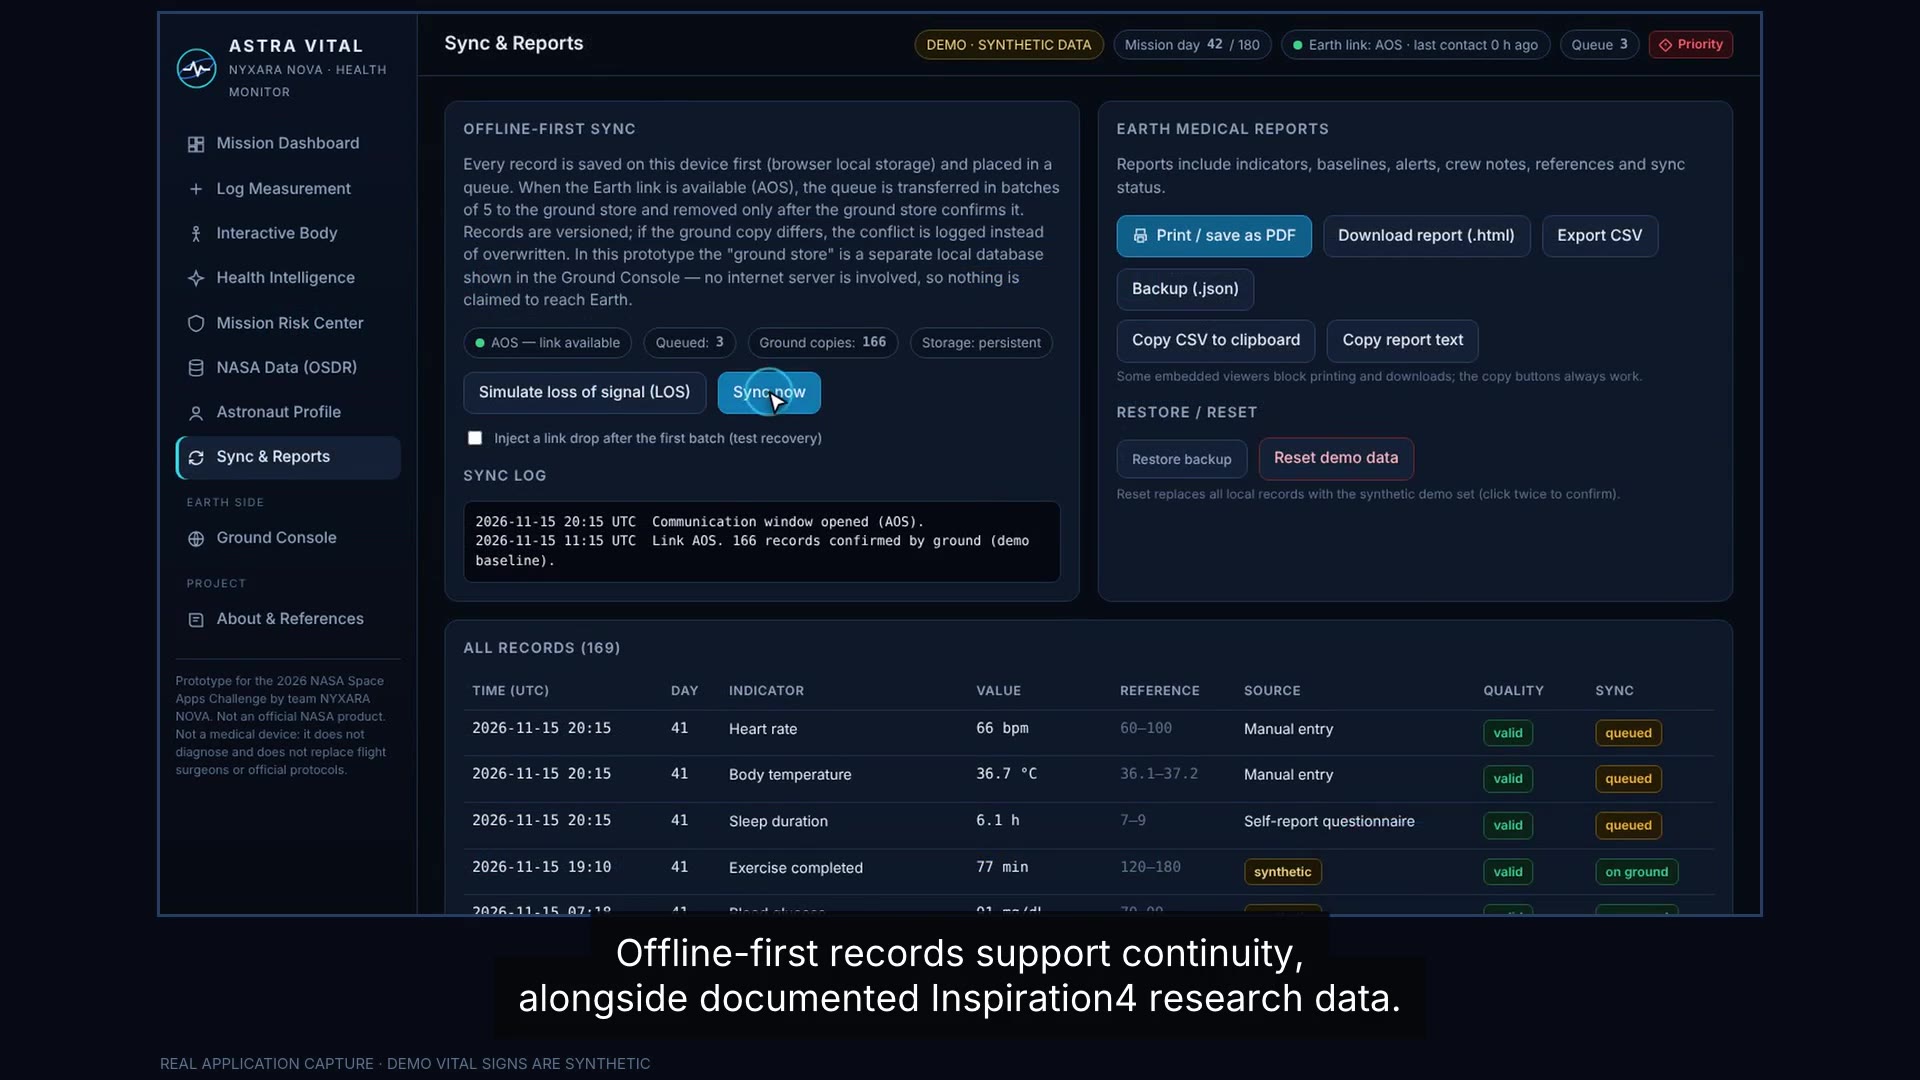 ASTRA VITAL
NYXARA NOVA · HEALTH
MONITOR
Mission Dashboard
Log Measurement
Interactive Body
Health Intelligence
Mission Risk Center
NASA Data (OSDR)
Astronaut Profile
Sync & Reports
EARTH SIDE
Ground Console
PROJECT
About & References
Prototype for the 2026 NASA Space
Apps Challenge by team NYXARA
NOVA. Not an official NASA product.
Not a medical device: it does not
diagnose and does not replace flight
surgeons or official protocols.
Sync & Reports
DEMO · SYNTHETIC DATA
Mission day 42 / 180
Earth link: AOS · last contact 0 h ago
Queue 3
Priority
OFFLINE-FIRST SYNC
Every record is saved on this device first (browser local storage) and placed in a
queue. When the Earth link is available (AOS), the queue is transferred in batches
of 5 to the ground store and removed only after the ground store confirms it.
Records are versioned; if the ground copy differs, the conflict is logged instead
of overwritten. In this prototype the "ground store" is a separate local database
shown in the Ground Console — no internet server is involved, so nothing is
claimed to reach Earth.
AOS — link available
Queued: 3
Ground copies: 166
Storage: persistent
Simulate loss of signal (LOS)
Sync now
Inject a link drop after the first batch (test recovery)
SYNC LOG
2026-11-15 20:15 UTC Communication window opened (AOS).
2026-11-15 11:15 UTC Link AOS. 166 records confirmed by ground (demo
baseline).
EARTH MEDICAL REPORTS
Reports include indicators, baselines, alerts, crew notes, references and sync
status.
Print / save as PDF
Download report (.html)
Export CSV
Backup (.json)
Copy CSV to clipboard
Copy report text
Some embedded viewers block printing and downloads; the copy buttons always work.
RESTORE / RESET
Restore backup
Reset demo data
Reset replaces all local records with the synthetic demo set (click twice to confirm).
ALL RECORDS (169)
TIME (UTC) DAY INDICATOR VALUE REFERENCE SOURCE QUALITY SYNC
2026-11-15 20:15 41 Heart rate 66 bpm 60–100 Manual entry valid queued
2026-11-15 20:15 41 Body temperature 36.7 °C 36.1–37.2 Manual entry valid queued
2026-11-15 20:15 41 Sleep duration 6.1 h 7–9 Self-report questionnaire valid queued
2026-11-15 19:10 41 Exercise completed 77 min 120–180 synthetic valid on ground
Offline-first records support continuity,
alongside documented Inspiration4 research data.
REAL APPLICATION CAPTURE · DEMO VITAL SIGNS ARE SYNTHETIC